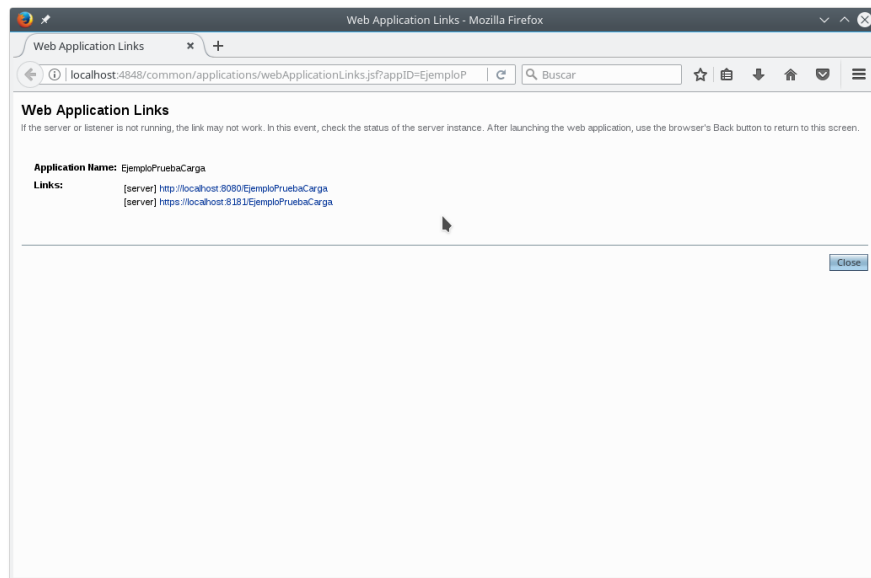 Web Application Links - Mozilla Firefox
Web Application Links
localhost:4848/common/applications/webApplicationLinks.jsf?appID=EjemploP
Buscar
Web Application Links
If the server or listener is not running, the link may not work. In this event, check the status of the server instance. After launching the web application, use the browser's Back button to return to this screen.
Application Name: EjemploPruebaCarga
Links: [server] http://localhost:8080/EjemploPruebaCarga
[server] https://localhost:8181/EjemploPruebaCarga
Close